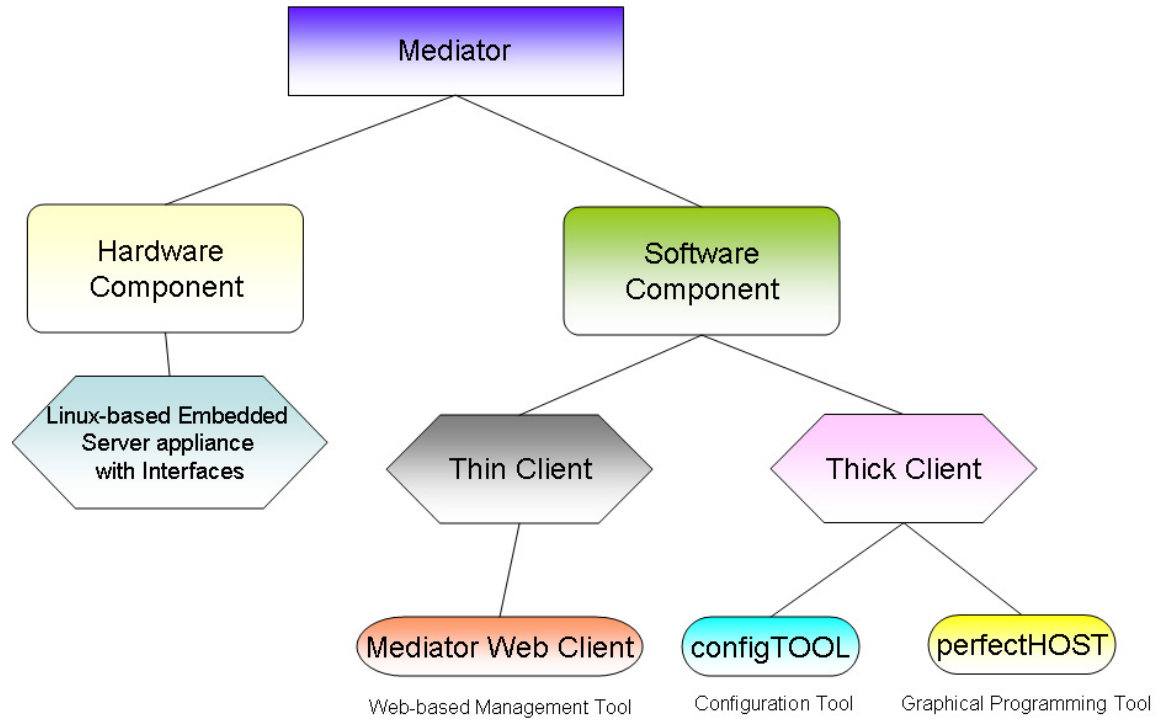 Mediator
Hardware
Component
Software
Component
Linux-based Embedded
Server appliance
with Interfaces
Thin Client
Thick Client
Mediator Web Client
configTOOL
perfectHOST
Web-based Management Tool
Configuration Tool
Graphical Programming Tool